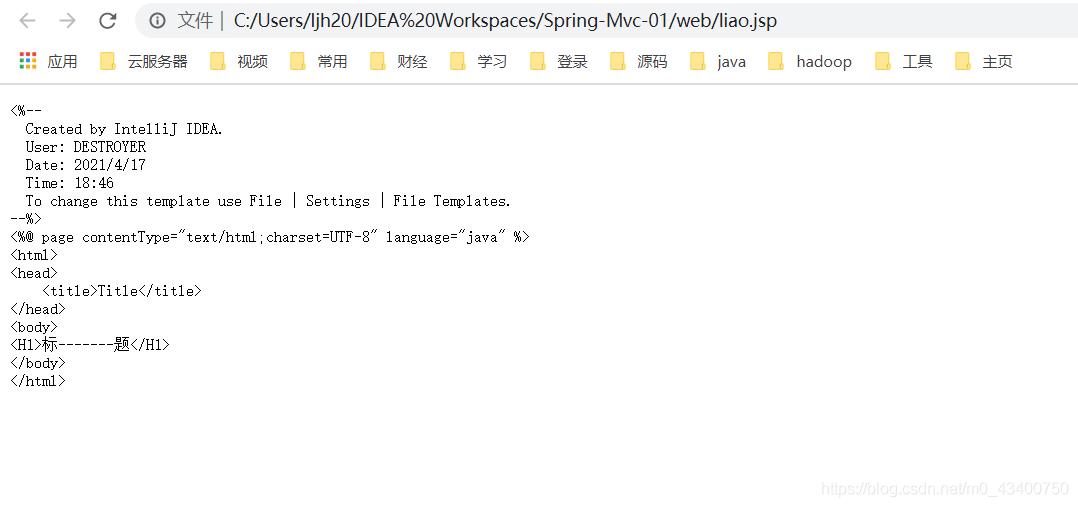 文件 | C:/Users/ljh20/IDEA%20Workspaces/Spring-Mvc-01/web/liao.jsp
应用 云服务器 视频 常用 财经 学习 登录 源码 java hadoop 工具 主页
<%--
  Created by IntelliJ IDEA.
  User: DESTROYER
  Date: 2021/4/17
  Time: 18:46
  To change this template use File | Settings | File Templates.
--%>
<%@ page contentType="text/html;charset=UTF-8" language="java" %>
<html>
<head>
    <title>Title</title>
</head>
<body>
<H1>标-------题</H1>
</body>
</html>
https://blog.csdn.net/m0_43400750